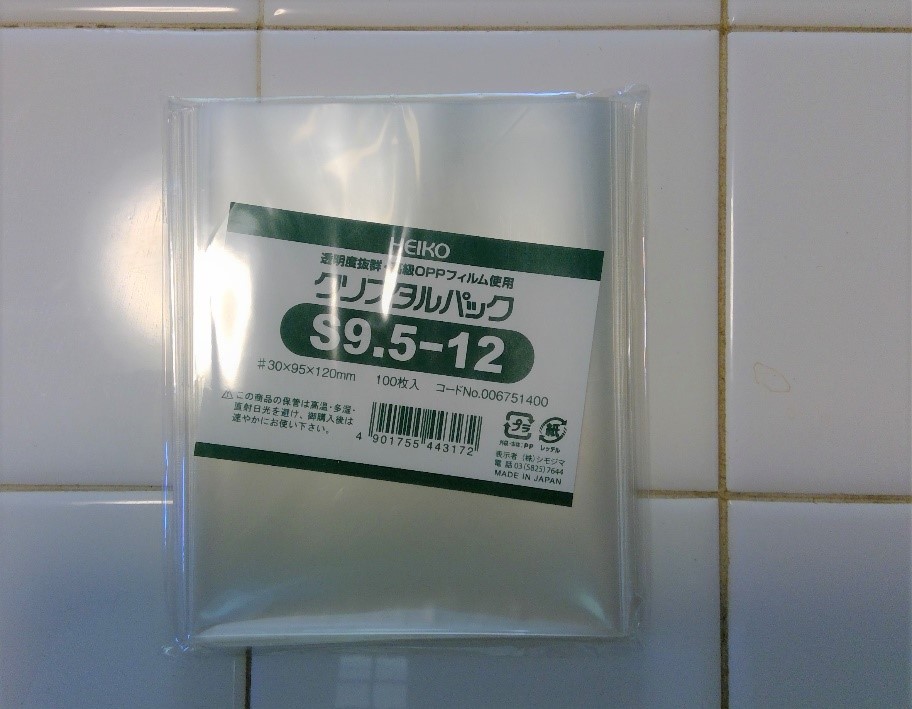 HEIKO
透明度抜群・高級OPPフィルム使用
クリスタルパック
S9.5-12
#30×95×120mm 100枚入 コードNo.006751400
⚠この商品の保管は高温・多湿・
直射日光を避け、御購入後は
速やかにお使い下さい。
4 901755 443172
プラ
紙
ラベル
表示者 (株)シモジマ
電話 03(5825)7644
MADE IN JAPAN